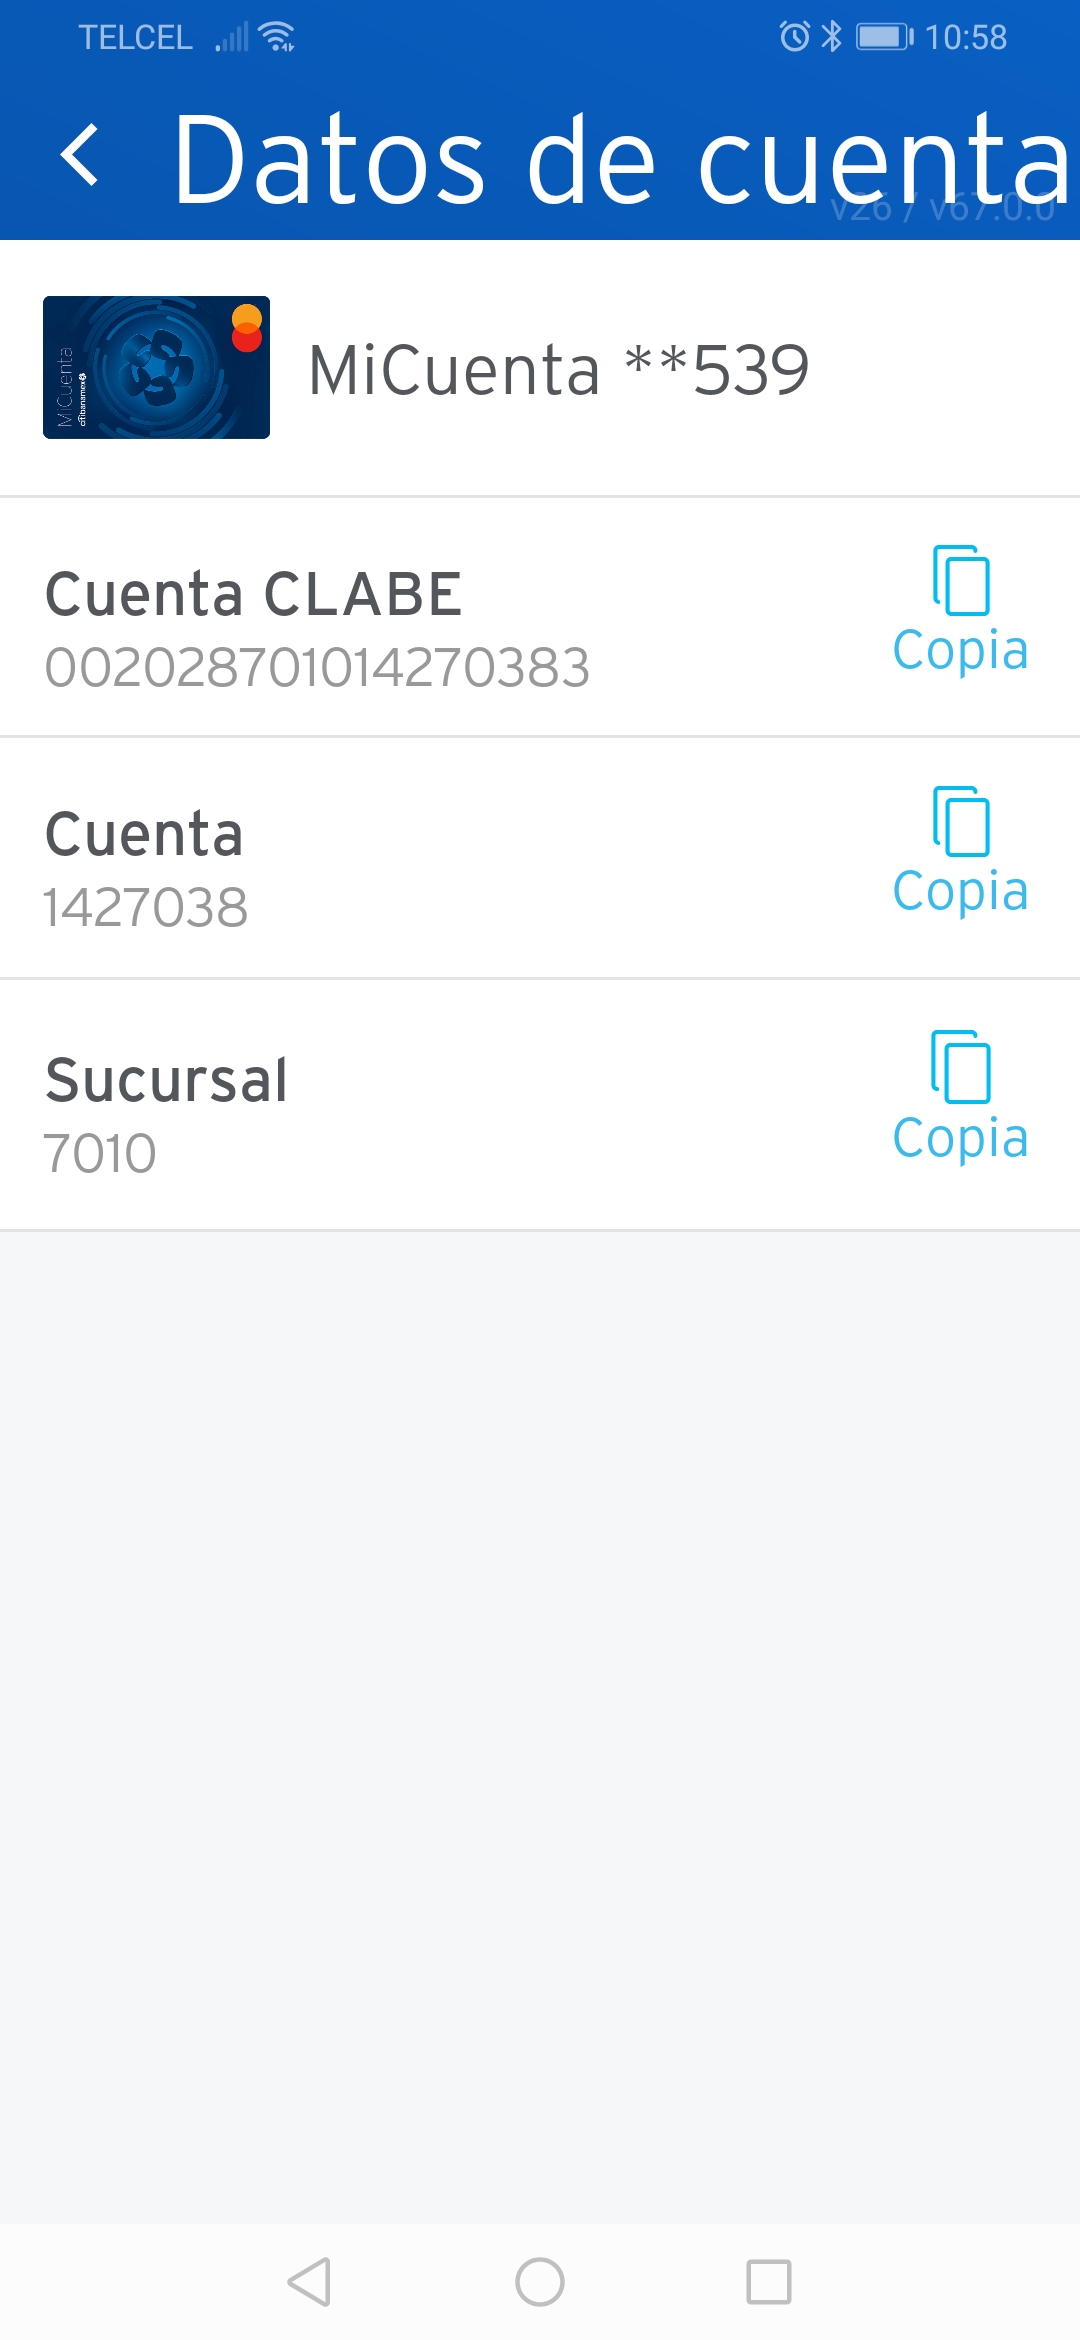 TELCEL 10:58
Datos de cuenta
v26 / v67.0.0
MiCuenta
citibanamex
MiCuenta **539
Cuenta CLABE
002028701014270383
Copia
Cuenta
1427038
Copia
Sucursal
7010
Copia